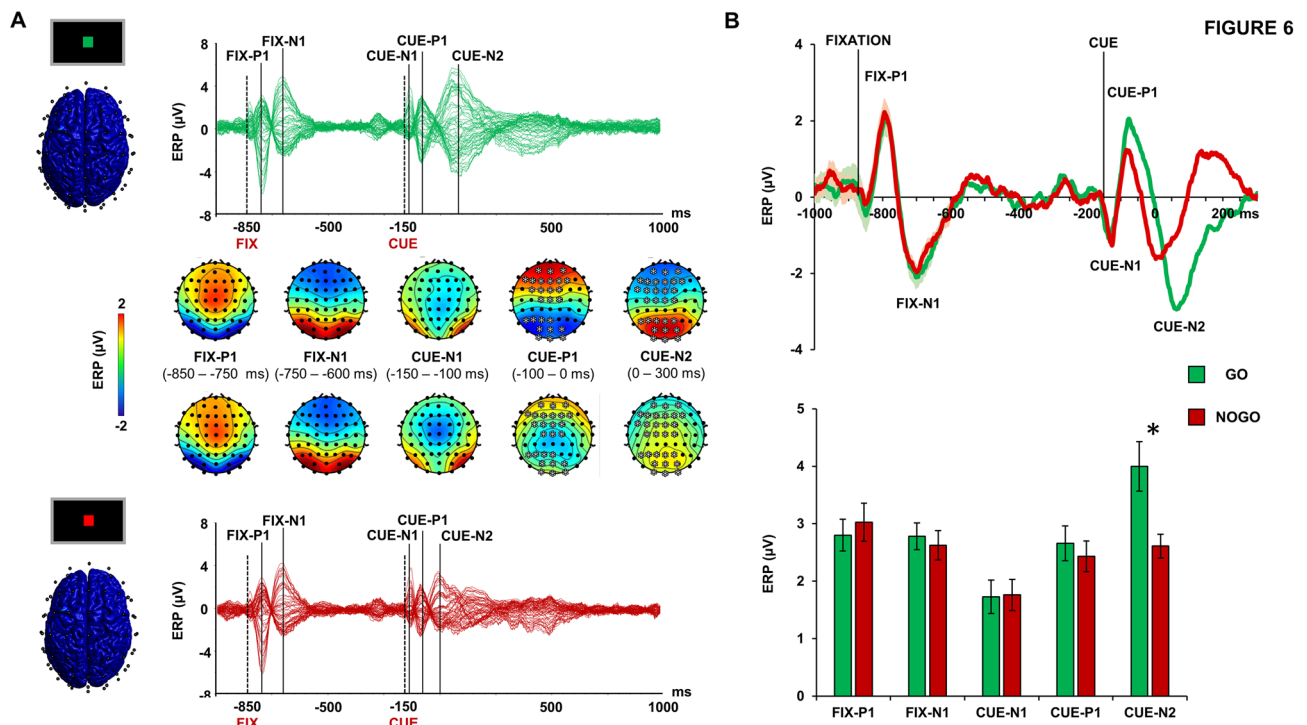 A
B
FIGURE 6
8
4
0
-4
-8
ERP (µV)
FIX-P1
FIX-N1
CUE-N1
CUE-P1
CUE-N2
-850
-500
-150
500
1000
ms
FIX
CUE
2
-2
ERP (µV)
FIX-P1
(-850 – -750 ms)
FIX-N1
(-750 – -600 ms)
CUE-N1
(-150 – -100 ms)
CUE-P1
(-100 – 0 ms)
CUE-N2
(0 – 300 ms)
8
4
0
-4
-8
ERP (µV)
FIX-P1
FIX-N1
CUE-N1
CUE-P1
CUE-N2
-850
-500
-150
500
1000
ms
FIX
CUE
4
2
0
-2
-4
ERP (µV)
FIXATION
FIX-P1
FIX-N1
CUE
CUE-P1
CUE-N1
CUE-N2
-1000
-800
-600
-400
-200
0
200 ms
GO
NOGO
5
4
3
2
1
0
ERP (µV)
*
FIX-P1
FIX-N1
CUE-N1
CUE-P1
CUE-N2